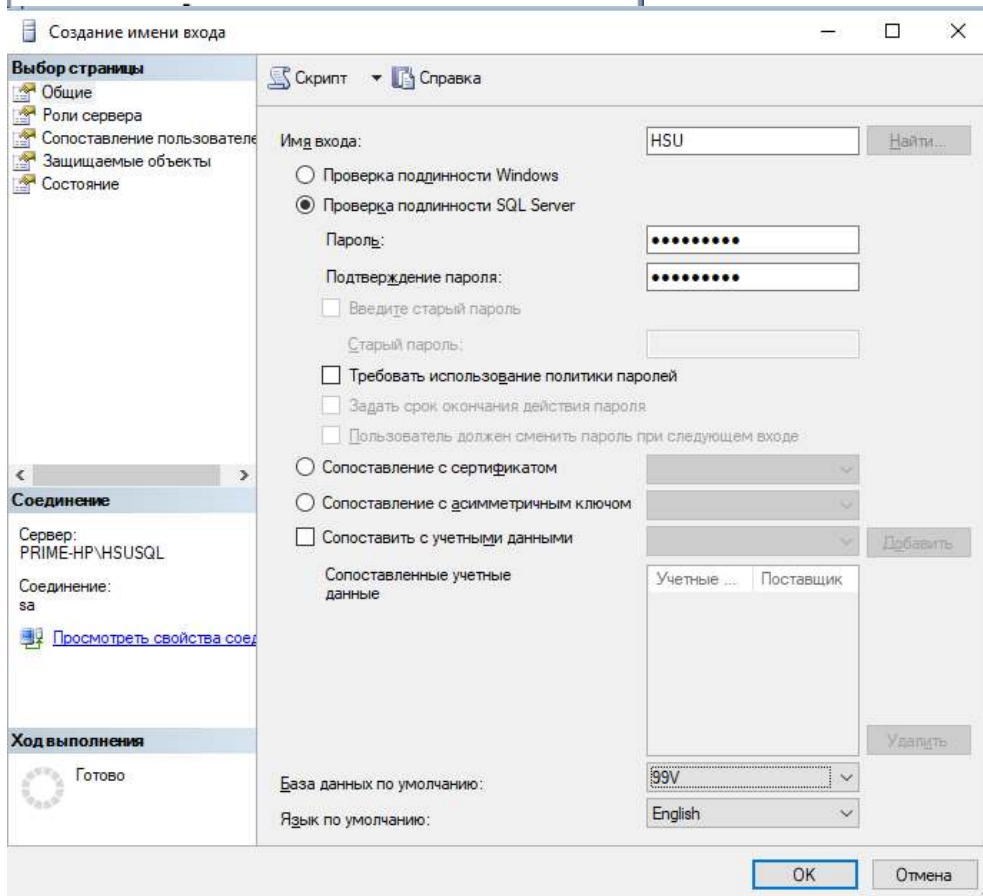 Создание имени входа
Выбор страницы
Общие
Роли сервера
Сопоставление пользователе
Защищаемые объекты
Состояние
Скрипт
Справка
Имя входа:
HSU
Найти...
Проверка подлинности Windows
Проверка подлинности SQL Server
Пароль:
●●●●●●●●●
Подтверждение пароля:
●●●●●●●●●
Введите старый пароль
Старый пароль:
Требовать использование политики паролей
Задать срок окончания действия пароля
Пользователь должен сменить пароль при следующем входе
Сопоставление с сертификатом
Сопоставление с асимметричным ключом
Сопоставить с учетными данными
Добавить
Сопоставленные учетные
данные
Учетные ...
Поставщик
Удалить
База данных по умолчанию:
99V
Язык по умолчанию:
English
Соединение
Сервер:
PRIME-HP\HSUSQL
Соединение:
sa
Просмотреть свойства соед
Ход выполнения
Готово
OK
Отмена